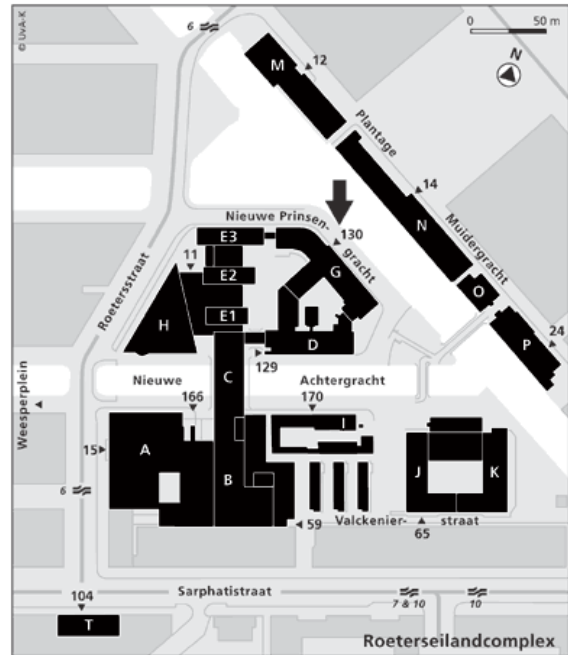 © UvA-K
6
0 50 m
N
M
12
Plantage
14
Muidergracht
Nieuwe Prinsen-
gracht
130
E3
11
E2
G
N
Roetersstraat
O
H
E1
24
P
D
129
C
Nieuwe Achtergracht
Weesperplein
166
170
I
15
A
J
K
B
6
59
Valckenier- straat
65
Sarphatistraat
104
7 & 10
10
T
Roeterseilandcomplex